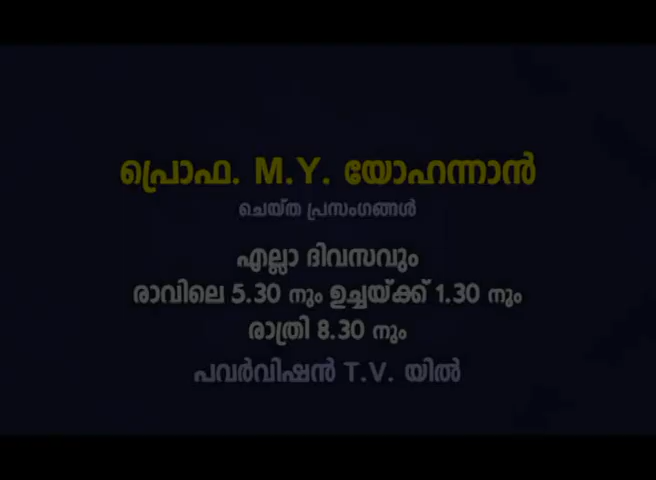 പ്രൊഫ. M.Y. യോഹന്നാൻ
ചെയ്ത പ്രസംഗങ്ങൾ
എല്ലാ ദിവസവും
രാവിലെ 5.30 നും ഉച്ചയ്ക്ക് 1.30 നും
രാത്രി 8.30 നും
പവർവിഷൻ T.V. യിൽ